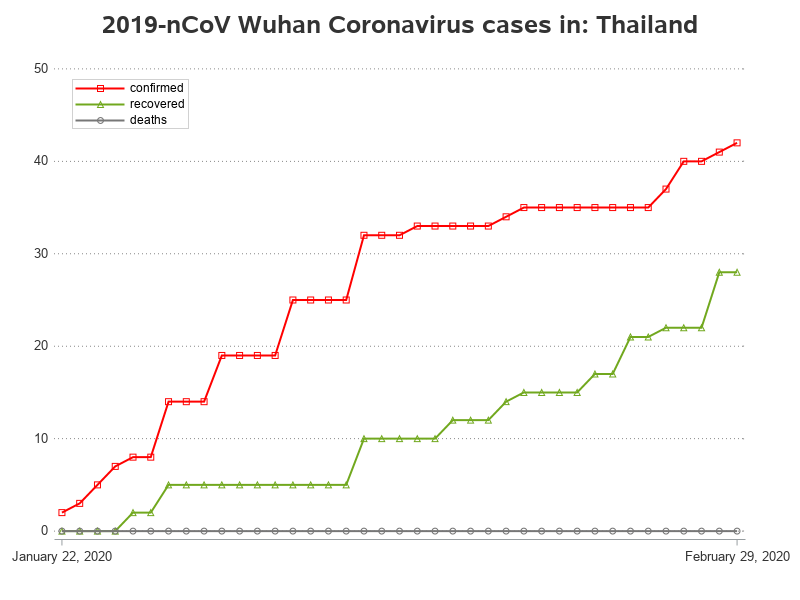 2019-nCoV Wuhan Coronavirus cases in: Thailand
50
confirmed
recovered
deaths
40
30
20
10
0
January 22, 2020
February 29, 2020